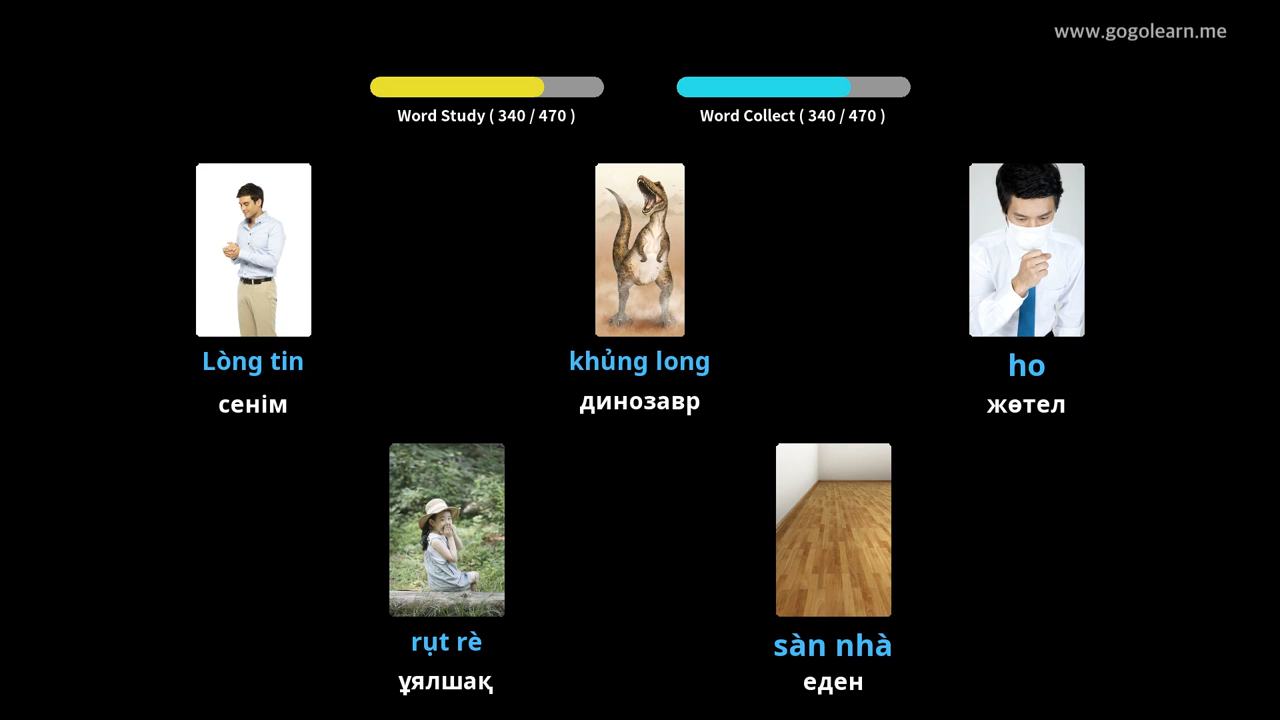 www.gogolearn.me
Word Study ( 340 / 470 )
Word Collect ( 340 / 470 )
Lòng tin
сенім
khủng long
динозавр
ho
жөтел
rụt rè
ұялшақ
sàn nhà
еден